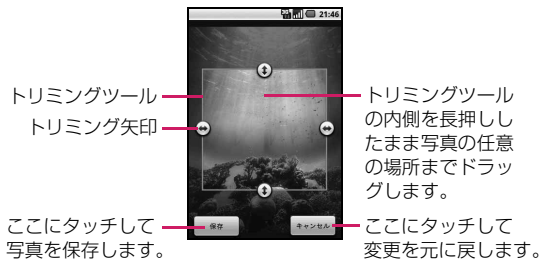 3G 21:46
トリミングツール
トリミング矢印
ここにタッチして
写真を保存します。
保存
キャンセル
トリミングツール
の内側を長押しし
たまま写真の任意
の場所までドラッ
グします。
ここにタッチして
変更を元に戻します。